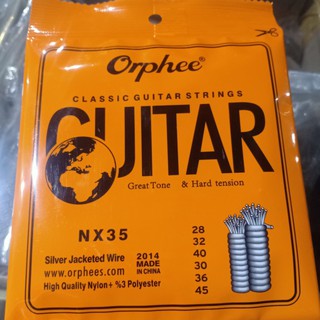 Orphee®
CLASSIC GUITAR STRINGS
GUITAR
Great Tone & Hard tension
NX35
Silver Jacketed Wire
www.orphees.com
High Quality Nylon+ %3 Polyester
2014
MADE
IN CHINA
28
32
40
30
36
45